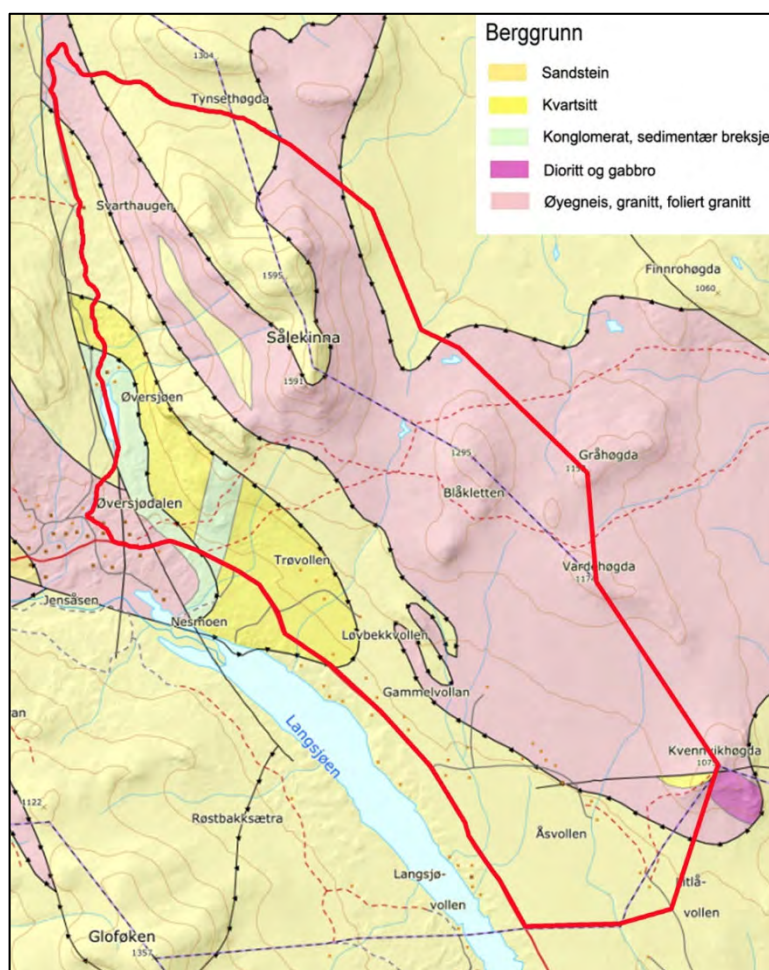 Berggrunn
Sandstein
Kvartsitt
Konglomerat, sedimentær breksje
Dioritt og gabbro
Øyegneis, granitt, foliert granitt
1304
Tynsethøgda
Svarthaugen
1595
Finnrohøgda
1060
Sålekinna
1591
Øversjøen
1295
Gråhøgda
Blåkletten
Øversjødalen
Trøvollen
Vardehøgda
1174
Jensåsen
Nesmoen
Løvbekkvollen
Gammelvollan
Langsjøen
Kvennvikhøgda
107
1122
Røstbakksætra
Åsvollen
Langsjø-
vollen
vollen
Gloføken
1357